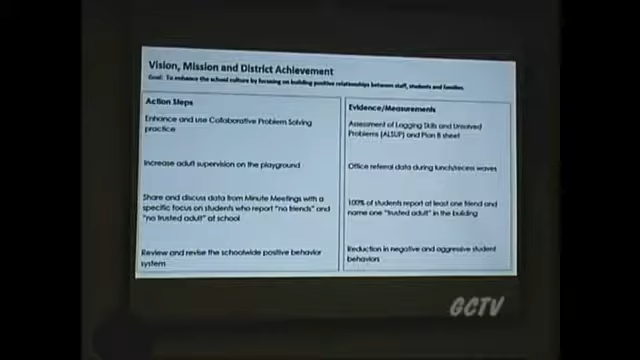 Vision, Mission and District Achievement
Goal: To enhance the school culture by focusing on building positive relationships between staff, students and families.
Action Steps
Enhance and use Collaborative Problem Solving
practice
Increase adult supervision on the playground
Share and discuss data from Minute Meetings with a
specific focus on students who report "no friends" and
"no trusted adult" at school
Review and revise the schoolwide positive behavior
system
Evidence/Measurements
Assessment of Lagging Skills and Unsolved
Problems (ALSUP) and Plan B sheet
Office referral data during lunch/recess waves
100% of students report at least one friend and
name one "trusted adult" in the building
Reduction in negative and aggressive student
behaviors
GCTV